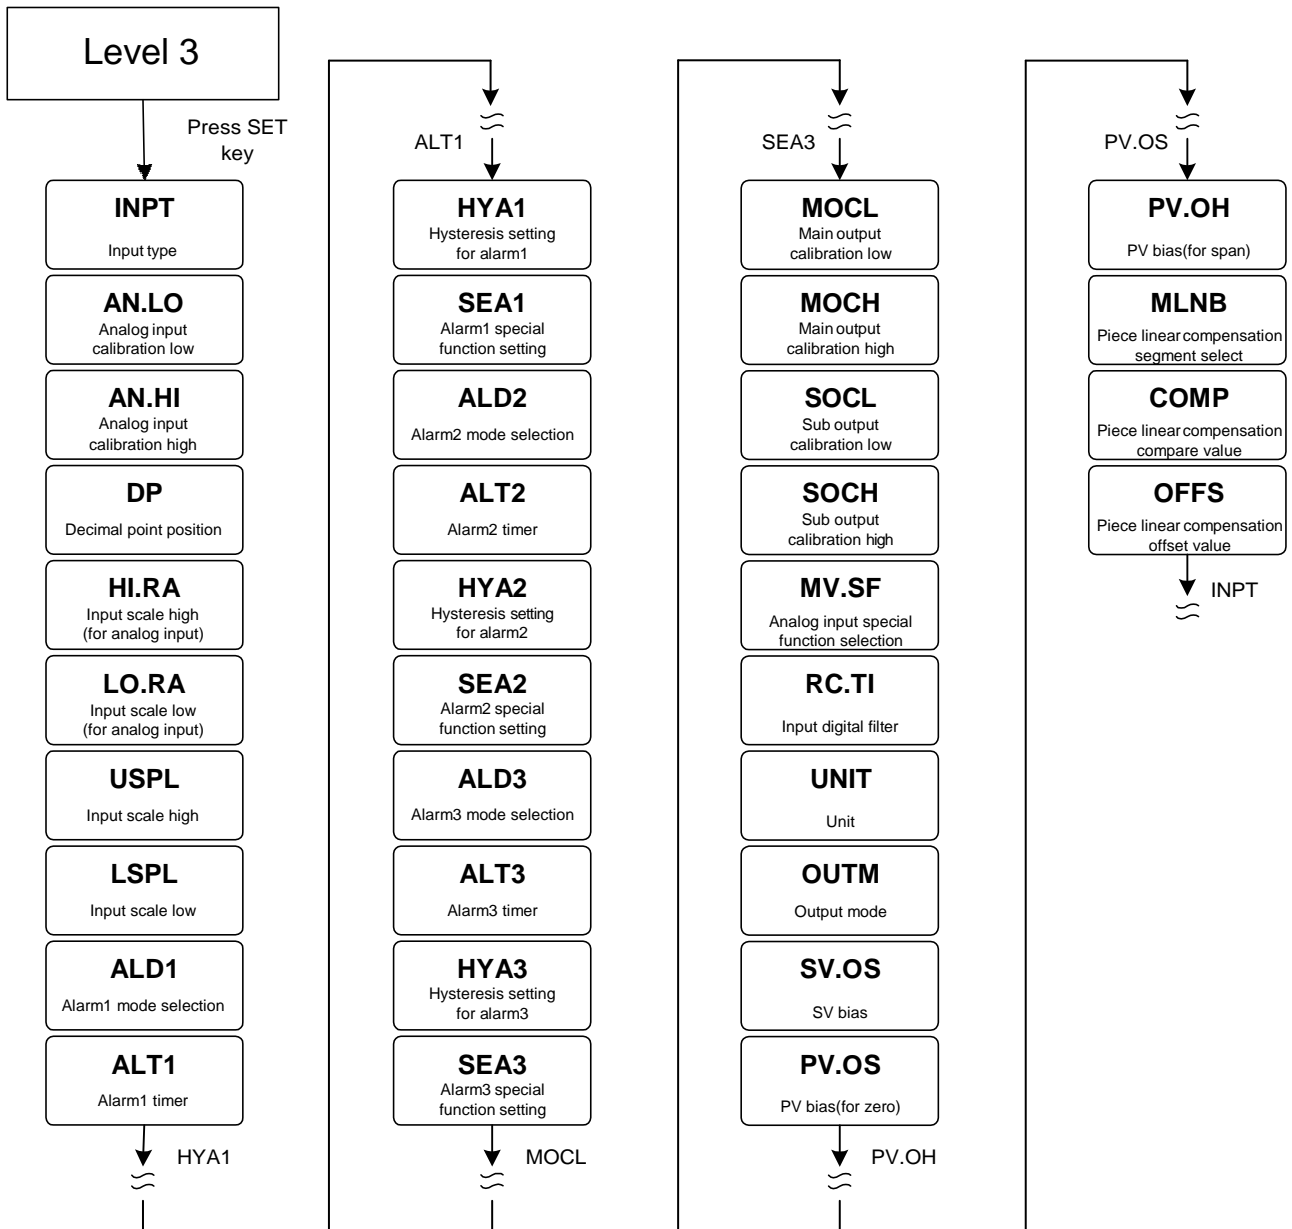 Level 3
Press SET
key
INPT
Input type
AN.LO
Analog input
calibration low
AN.HI
Analog input
calibration high
DP
Decimal point position
HI.RA
Input scale high
(for analog input)
LO.RA
Input scale low
(for analog input)
USPL
Input scale high
LSPL
Input scale low
ALD1
Alarm1 mode selection
ALT1
Alarm1 timer
HYA1
ALT1
HYA1
Hysteresis setting
for alarm1
SEA1
Alarm1 special
function setting
ALD2
Alarm2 mode selection
ALT2
Alarm2 timer
HYA2
Hysteresis setting
for alarm2
SEA2
Alarm2 special
function setting
ALD3
Alarm3 mode selection
ALT3
Alarm3 timer
HYA3
Hysteresis setting
for alarm3
SEA3
Alarm3 special
function setting
MOCL
SEA3
MOCL
Main output
calibration low
MOCH
Main output
calibration high
SOCL
Sub output
calibration low
SOCH
Sub output
calibration high
MV.SF
Analog input special
function selection
RC.TI
Input digital filter
UNIT
Unit
OUTM
Output mode
SV.OS
SV bias
PV.OS
PV bias(for zero)
PV.OH
PV.OS
PV.OH
PV bias(for span)
MLNB
Piece linear compensation
segment select
COMP
Piece linear compensation
compare value
OFFS
Piece linear compensation
offset value
INPT